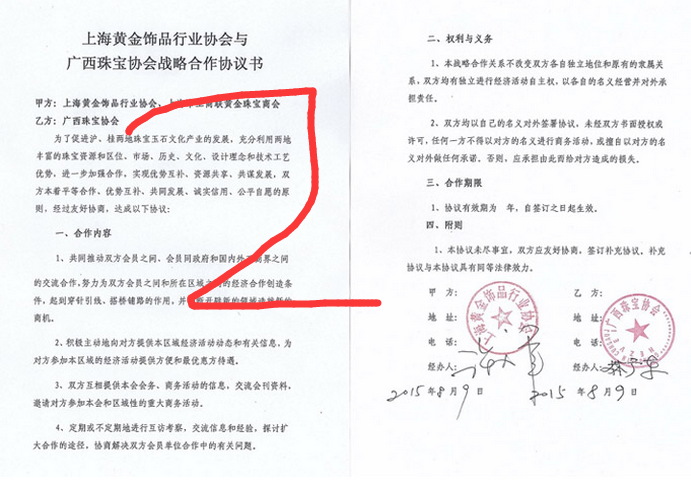 上海黄金饰品行业协会与
广西珠宝协会战略合作协议书
甲方：上海黄金饰品行业协会、上海 商联黄金珠宝商会
乙方：广西珠宝协会
为了促进沪、桂两地珠宝玉石文化产业的发展，充分利用两地
丰富的珠宝资源和区位、市场、历史、文化、设计理念和技术工艺
优势，进一步加强合作，实现优势互补、资源共享、共谋发展，双
方本着平等合作、优势互补、共同发展，诚实信用、公平自愿的原
则，经过友好协商，达成以下协议：
一、合作内容
1、共同推动双方会员之间、会员同政府和国内外 界之间
的交流合作，努力为双方会员之间和所在区域之间的经济合作创造条
件，起到穿针引线、搭桥铺路的作用，并
商机。
2、积极主动地向对方提供本区域经济活动动态和有关信息，为
对方参加本区域的经济活动提供方便和最优惠方待遇。
3、双方互相提供本会会务、商务活动的信息，交流会刊资料，
邀请对方参加本会和区域性的重大商务活动。
4、定期或不定期地进行互访考察，交流信息和经验，探讨扩
大合作的途径，协商解决双方会员单位合作中的有关问题。
二、权利与义务
1、本战略合作关系不改变双方各自独立地位和原有的隶属关
系，双方均有独立进行经济活动自主权，以各自的名义经营并对外承
担责任。
2、双方均以自己的名义对外签署协议，未经双方书面授权或
许可，任何一方不得以对方的名义进行商务活动，或擅自以对方的名
义对外做任何承诺。否则，应承担由此而给对方造成的损失。
三、合作期限
1、协议有效期为 年，自签订之日起生效。
四、附则
1、本协议未尽事宜，双方应友好协商，签订补充协议。补充
协议与本协议具有同等法律效力。
甲 方： 乙 方：
地 址： 地 址：
电 话： 电 话：
经办人： 经办人：
2015年8月9日 2015年8月9日
上海黄金饰品行业协会
广西珠宝协会